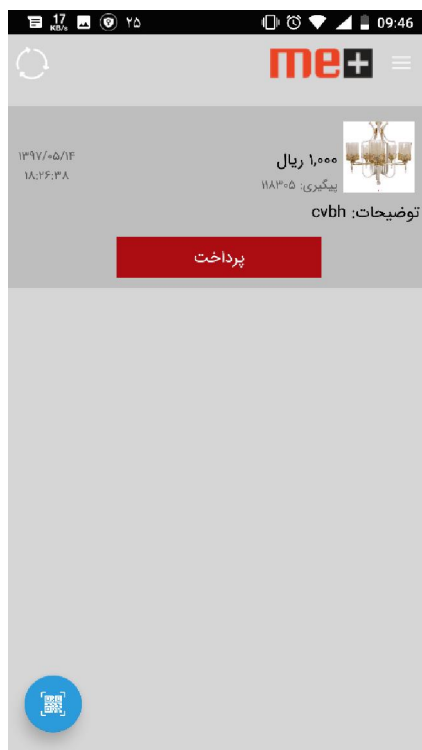 17 KB/s ۲۵ 09:46
me+
۱,۰۰۰ ریال
۱۳۹۷/۰۵/۱۴
پیگیری: ۱۱۸۳۰۵
۱۸:۲۶:۳۸
توضیحات: cvbh
پرداخت